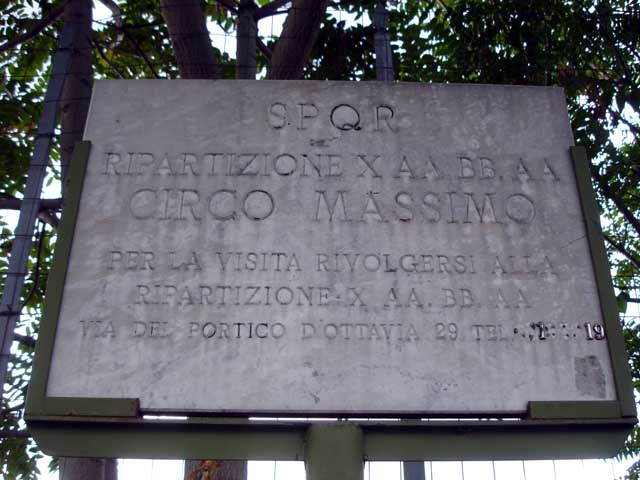 S.P.Q.R
RIPARTIZIONE X AA. BB. AA
CIRCO MASSIMO
PER LA VISITA RIVOLGERSI ALLA
RIPARTIZIONE X AA. BB. AA
VIA DEL PORTICO D'OTTAVIA 29 TEL